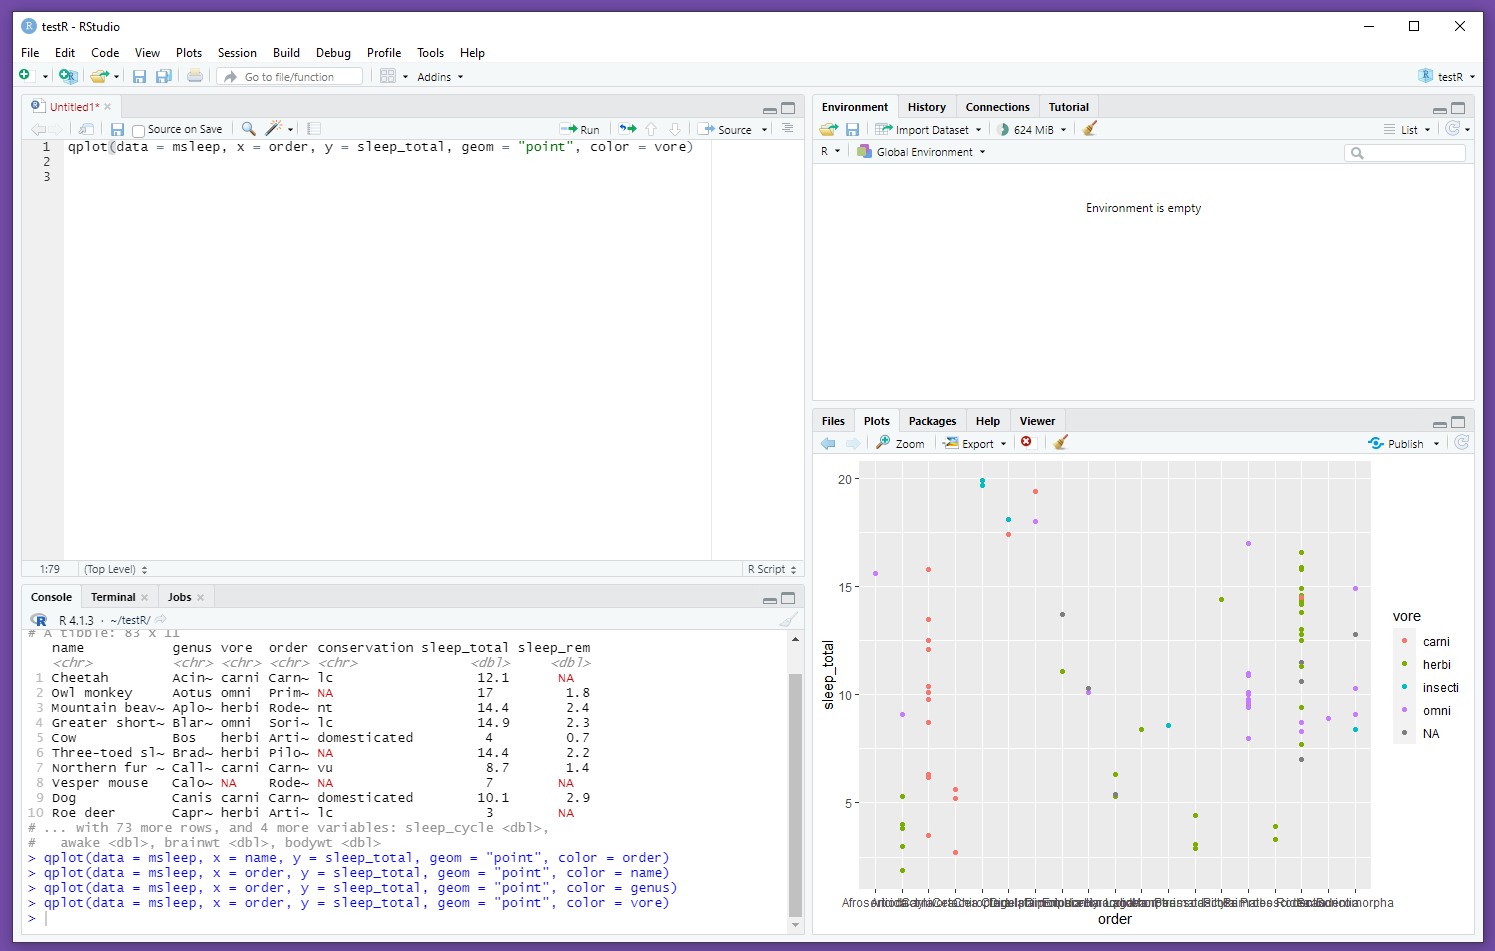 testR - RStudio
File Edit Code View Plots Session Build Debug Profile Tools Help
Go to file/function Addins testR
Untitled1*
Source on Save Run Source
1 qplot(data = msleep, x = order, y = sleep_total, geom = "point", color = vore)
2
3
1:79 (Top Level) R Script
Console Terminal Jobs
R 4.1.3 · ~/testR/
# A tibble: 83 x 11
name genus vore order conservation sleep_total sleep_rem
<chr> <chr> <chr> <chr> <chr> <dbl> <dbl>
1 Cheetah Acin~ carni Carn~ lc 12.1 NA
2 Owl monkey Aotus omni Prim~ NA 17 1.8
3 Mountain beav~ Aplo~ herbi Rode~ nt 14.4 2.4
4 Greater short~ Blar~ omni Sori~ lc 14.9 2.3
5 Cow Bos herbi Arti~ domesticated 4 0.7
6 Three-toed sl~ Brad~ herbi Pilo~ NA 14.4 2.2
7 Northern fur ~ Call~ carni Carn~ vu 8.7 1.4
8 Vesper mouse Calo~ NA Rode~ NA 7 NA
9 Dog Canis carni Carn~ domesticated 10.1 2.9
10 Roe deer Capr~ herbi Arti~ lc 3 NA
# ... with 73 more rows, and 4 more variables: sleep_cycle <dbl>,
# awake <dbl>, brainwt <dbl>, bodywt <dbl>
> qplot(data = msleep, x = name, y = sleep_total, geom = "point", color = order)
> qplot(data = msleep, x = order, y = sleep_total, geom = "point", color = name)
> qplot(data = msleep, x = order, y = sleep_total, geom = "point", color = genus)
> qplot(data = msleep, x = order, y = sleep_total, geom = "point", color = vore)
>
Environment History Connections Tutorial
Import Dataset 624 MiB List
R Global Environment
Environment is empty
Files Plots Packages Help Viewer
Zoom Export Publish
20
15
10
5
sleep_total
order
vore
carni
herbi
insecti
omni
NA